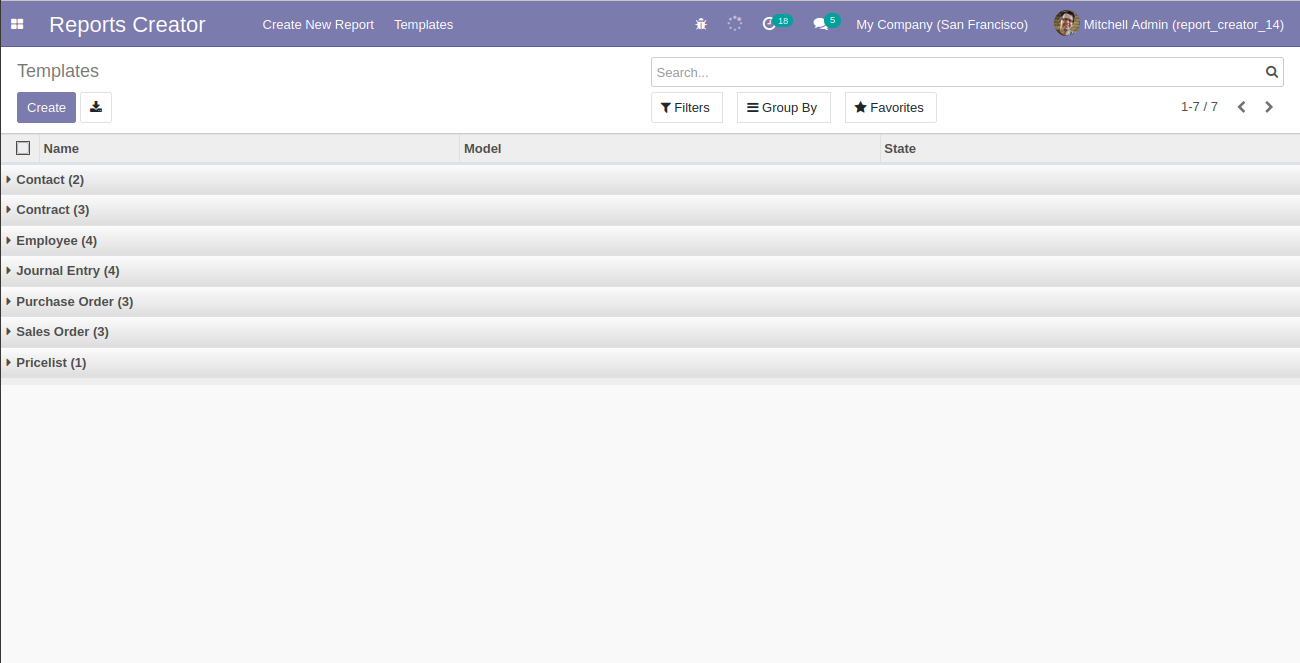 Reports Creator Create New Report Templates 18 5 My Company (San Francisco) Mitchell Admin (report_creator_14)
Templates Search...
Create Filters Group By Favorites 1-7 / 7
Name Model State
Contact (2)
Contract (3)
Employee (4)
Journal Entry (4)
Purchase Order (3)
Sales Order (3)
Pricelist (1)